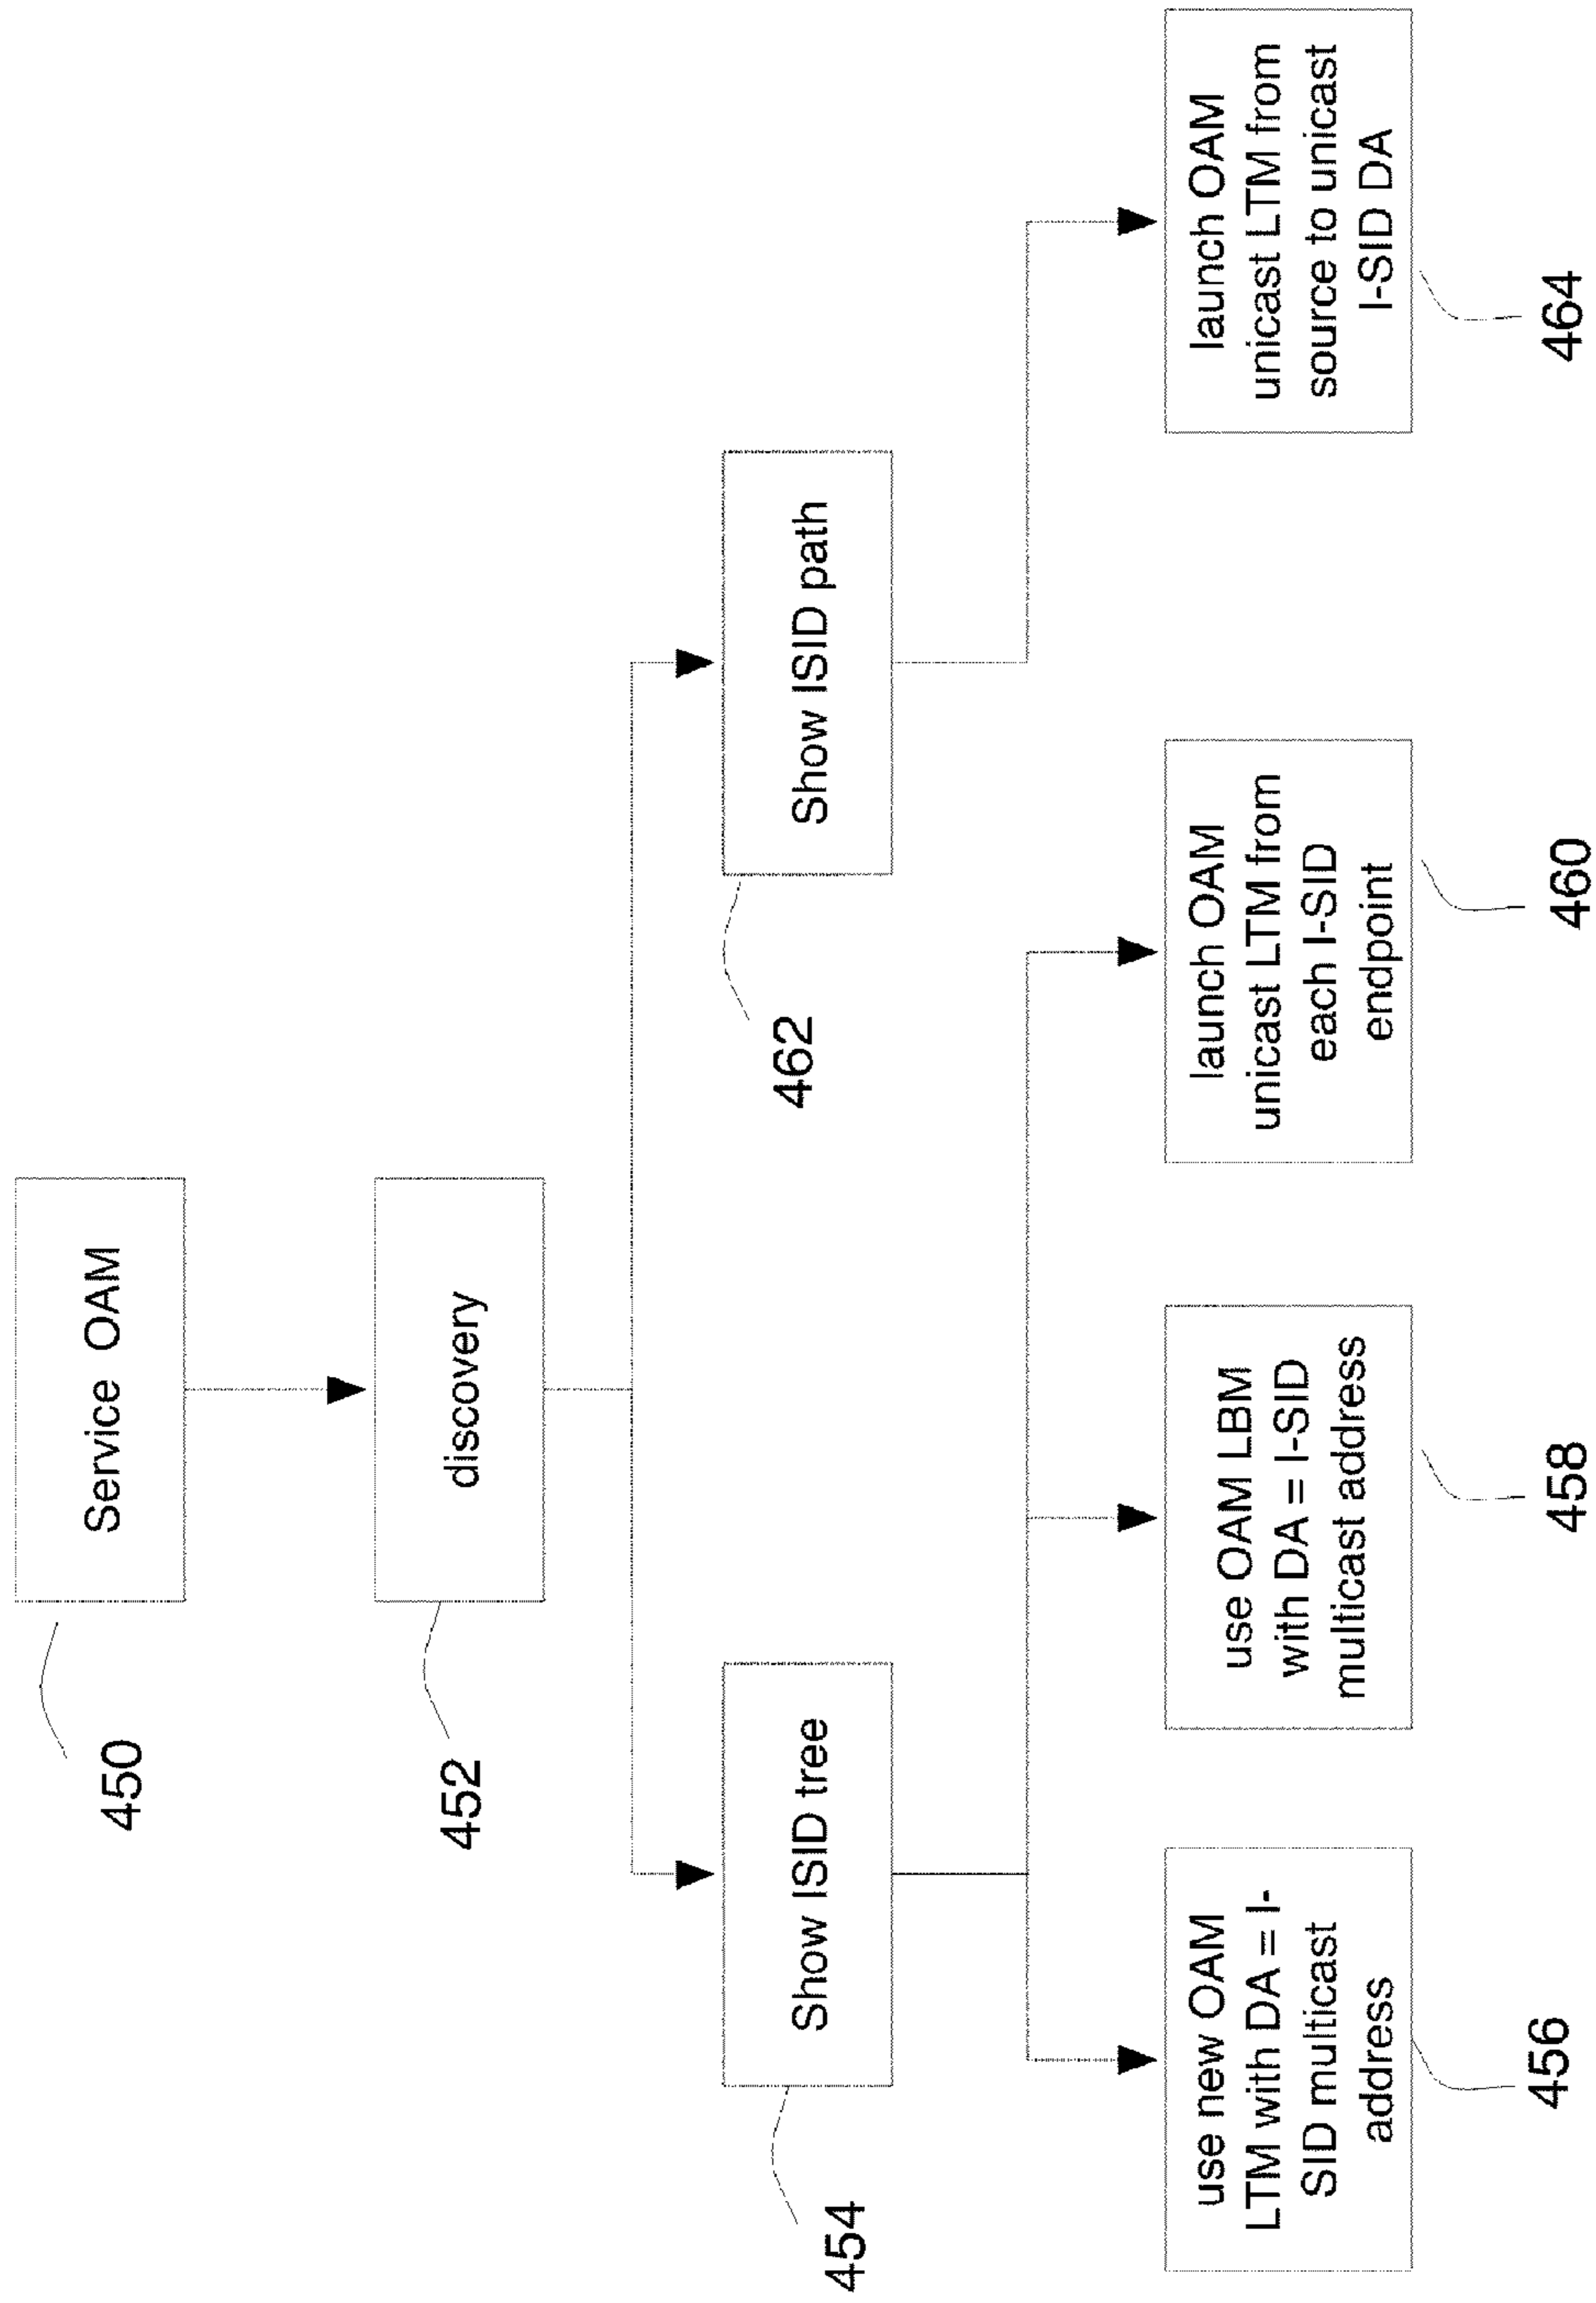 Service OAM
450
discovery
452
Show ISID tree
454
Show ISID path
462
use new OAM
LTM with DA = I-
SID multicast
address
456
use OAM LBM
with DA = I-SID
multicast address
458
launch OAM
unicast LTM from
each I-SID
endpoint
460
launch OAM
unicast LTM from
source to unicast
I-SID DA
464